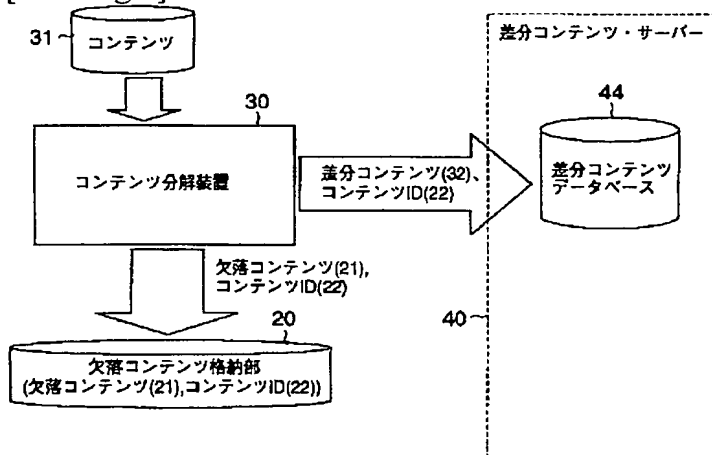 31
コンテンツ
差分コンテンツ・サーバー
30
44
コンテンツ分解装置
差分コンテンツ(32)、
コンテンツID(22)
差分コンテンツ
データベース
欠落コンテンツ(21),
コンテンツID(22)
20
40
欠落コンテンツ格納部
(欠落コンテンツ(21),コンテンツID(22))